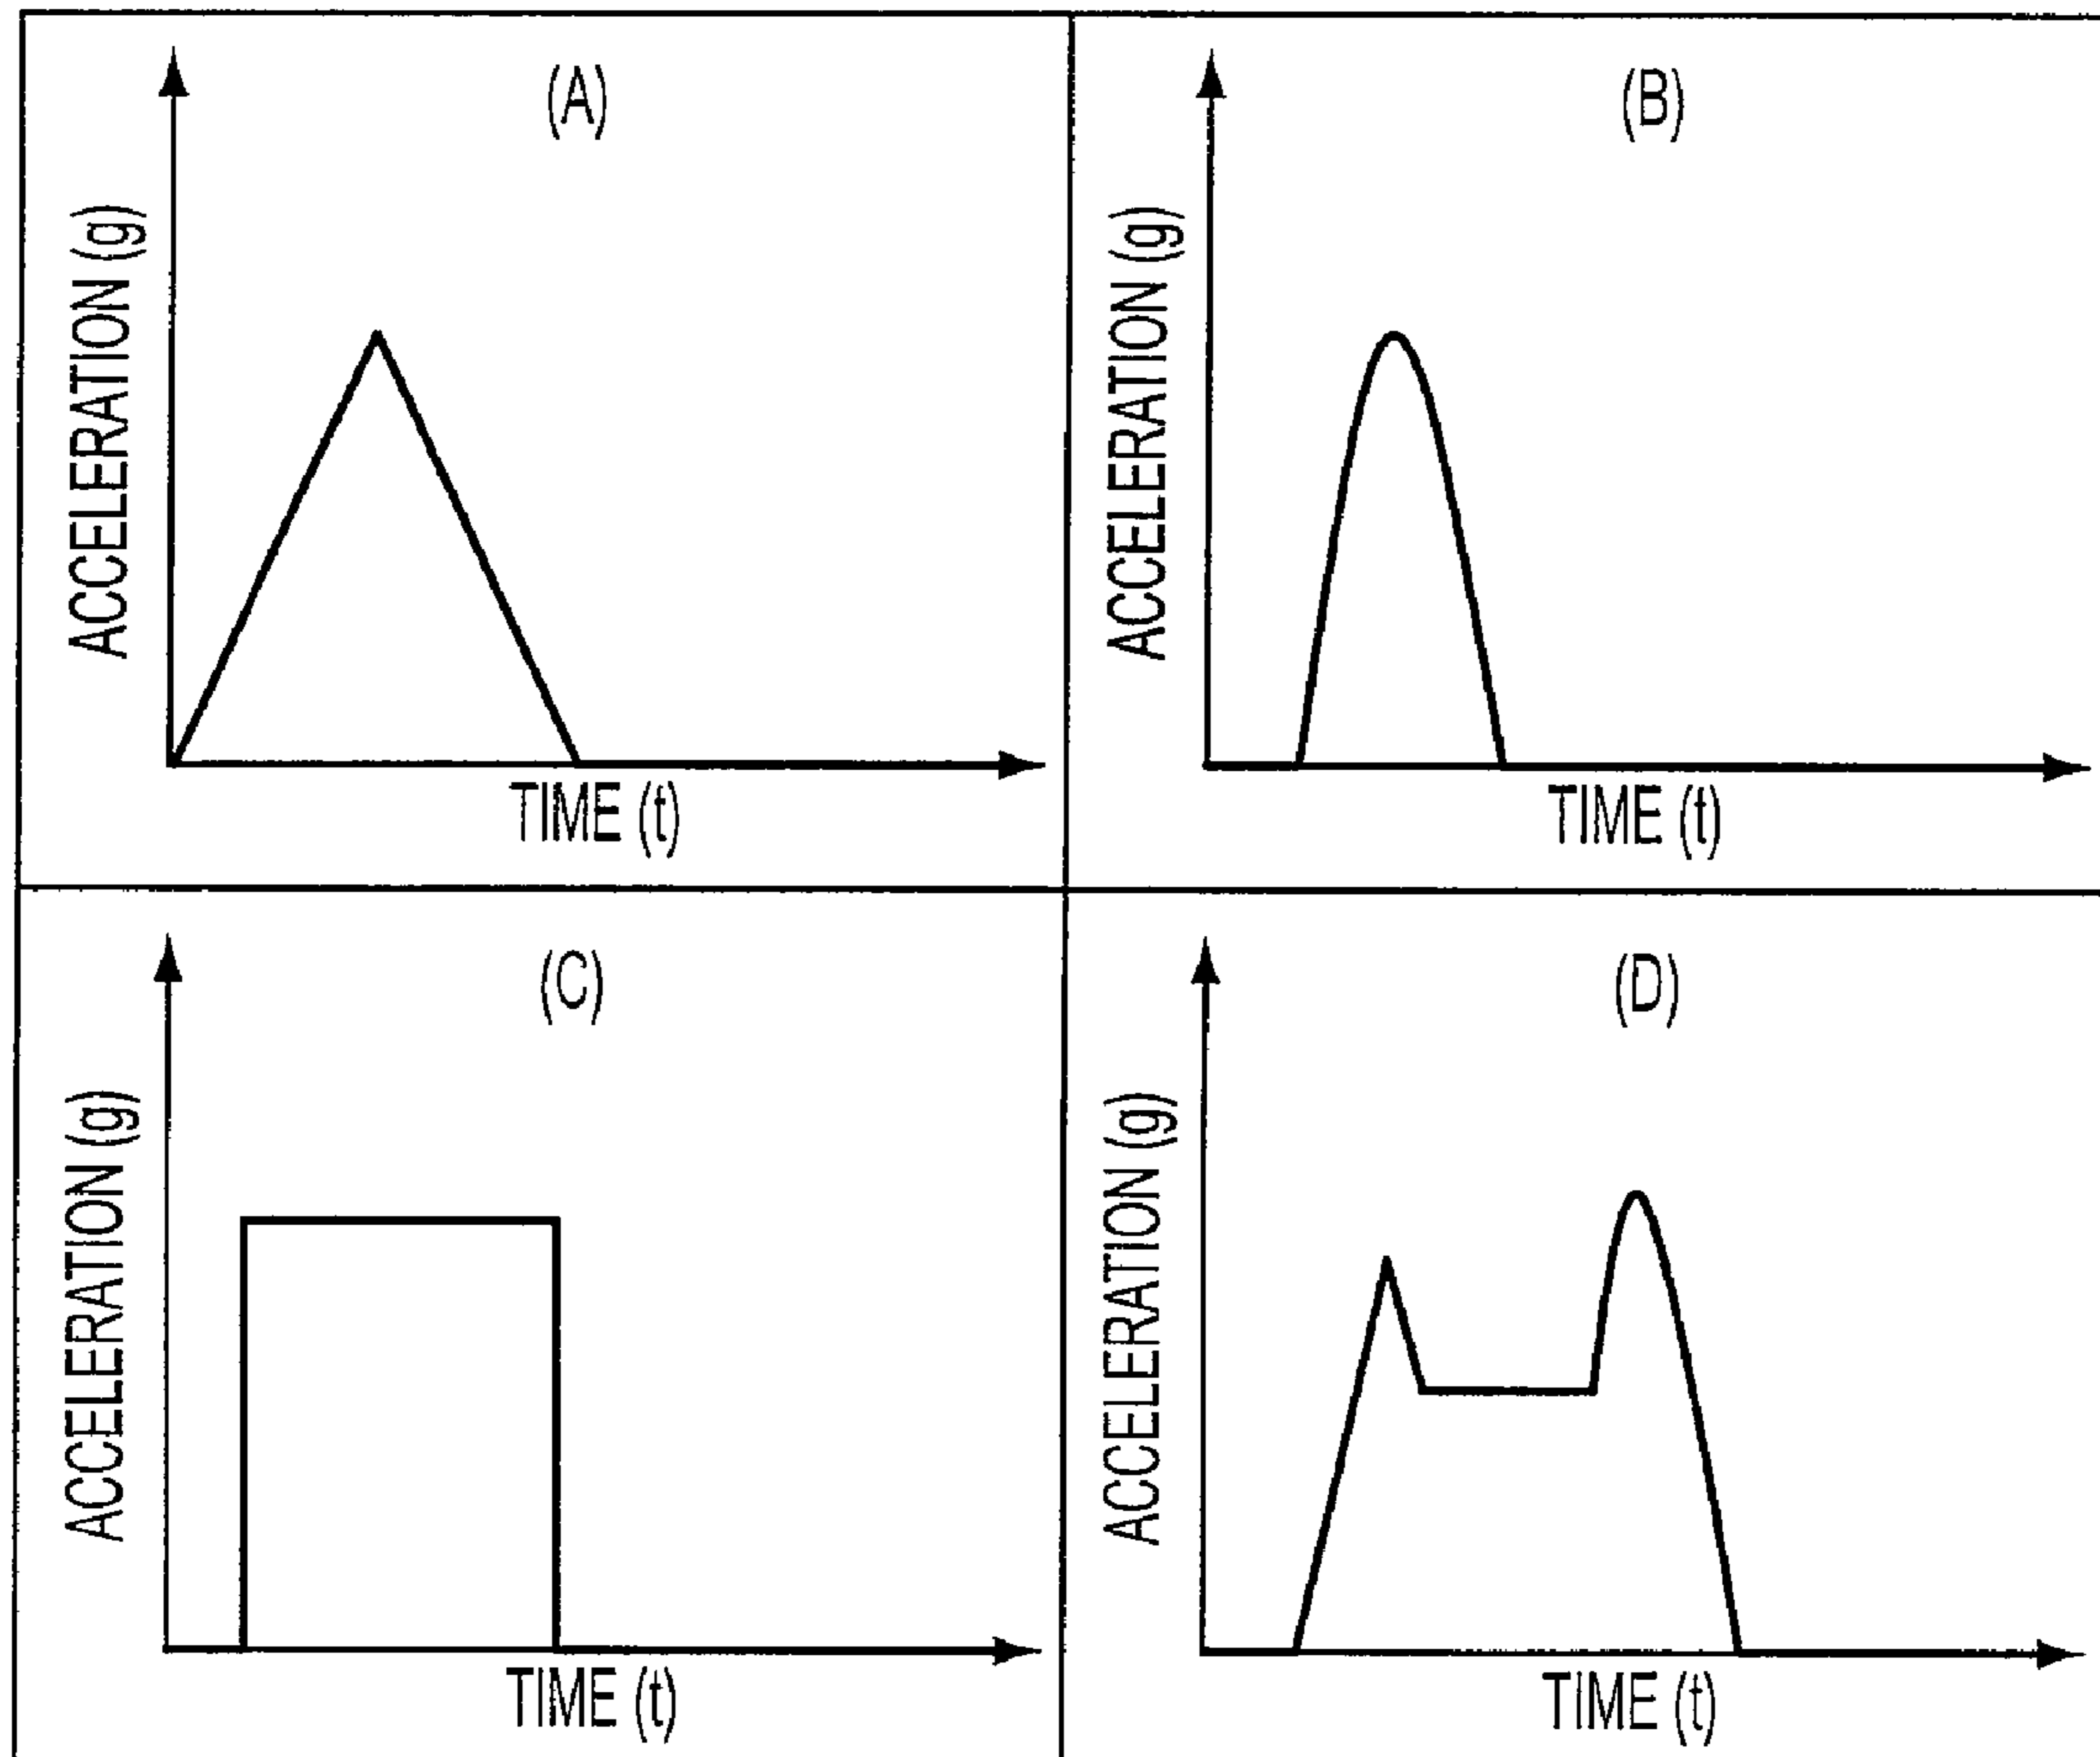 (A)
ACCELERATION (g)
TIME (t)
(B)
ACCELERATION (g)
TIME (t)
(C)
ACCELERATION (g)
TIME (t)
(D)
ACCELERATION (g)
TIME (t)